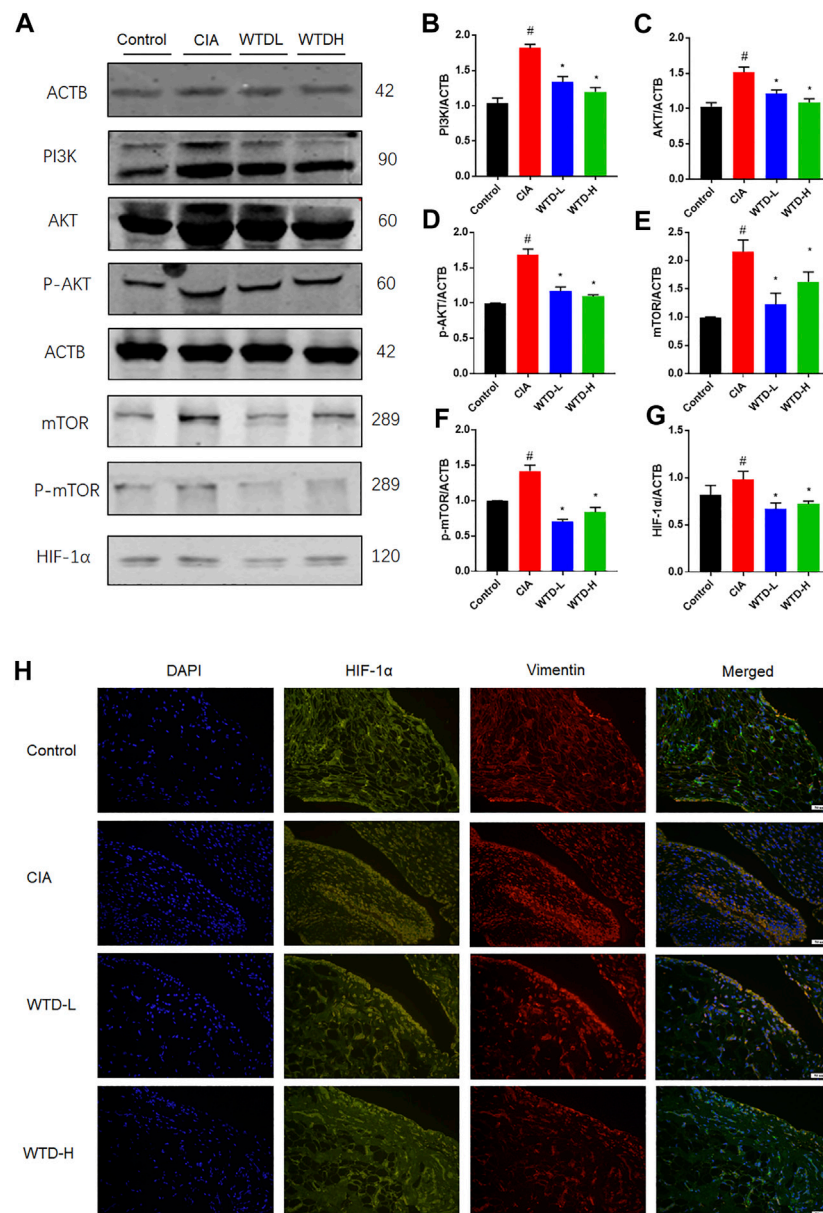 A
Control CIA WTDL WTDH
ACTB 42
PI3K 90
AKT 60
P-AKT 60
ACTB 42
mTOR 289
P-mTOR 289
HIF-1α 120
B
PI3K/ACTB
2.0
1.5
1.0
0.5
0.0
#
*
*
Control
CIA
WTD-L
WTD-H
C
AKT/ACTB
2.0
1.5
1.0
0.5
0.0
#
*
*
Control
CIA
WTD-L
WTD-H
D
p-AKT/ACTB
2.0
1.5
1.0
0.5
0.0
#
*
*
Control
CIA
WTD-L
WTD-H
E
mTOR/ACTB
2.5
2.0
1.5
1.0
0.5
0.0
#
*
*
Control
CIA
WTD-L
WTD-H
F
p-mTOR/ACTB
2.0
1.5
1.0
0.5
0.0
#
*
*
Control
CIA
WTD-L
WTD-H
G
HIF-1α/ACTB
1.5
1.0
0.5
0.0
#
*
*
Control
CIA
WTD-L
WTD-H
H
DAPI HIF-1α Vimentin Merged
Control
CIA
WTD-L
WTD-H